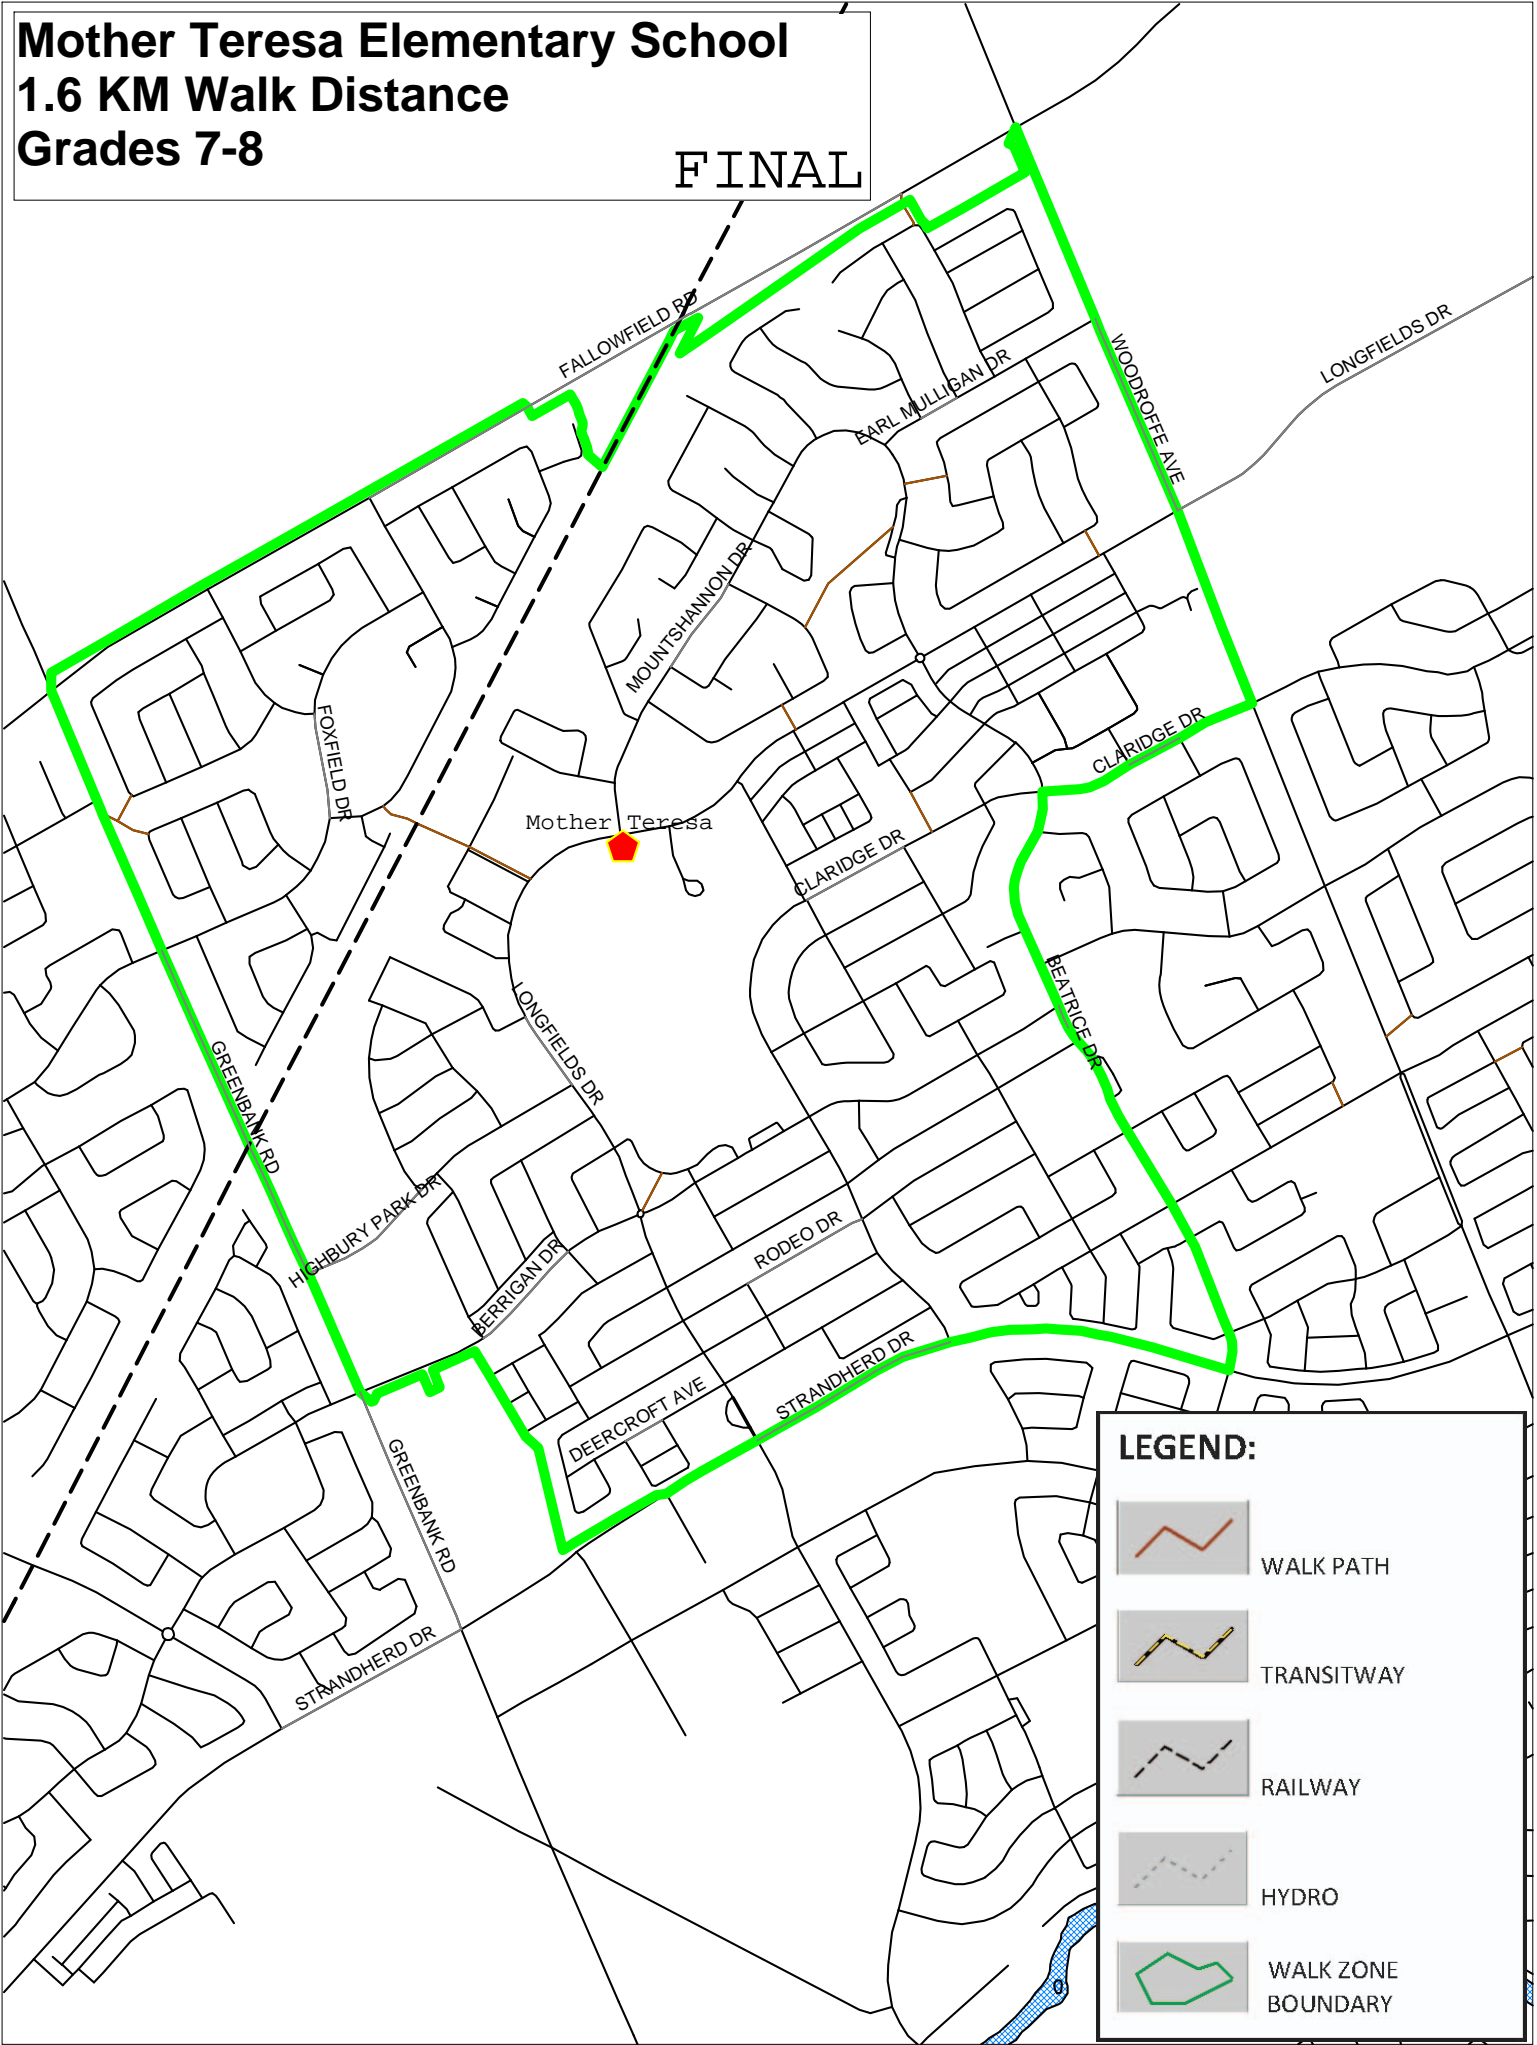 Mother Teresa Elementary School
1.6 KM Walk Distance
Grades 7-8
FINAL
FALLOWFIELD RD
LONGFIELDS DR
WOODROFFE AVE
EARL MULLIGAN DR
MOUNTSHANNON DR
FOXFIELD DR
CLARIDGE DR
Mother Teresa
CLARIDGE DR
BEATRICE DR
LONGFIELDS DR
GREENBANK RD
HIGHBURY PARK DR
BERRIGAN DR
RODEO DR
STRANDHERD DR
DEERCROFT AVE
GREENBANK RD
STRANDHERD DR
LEGEND:
WALK PATH
TRANSITWAY
RAILWAY
HYDRO
WALK ZONE
BOUNDARY
0